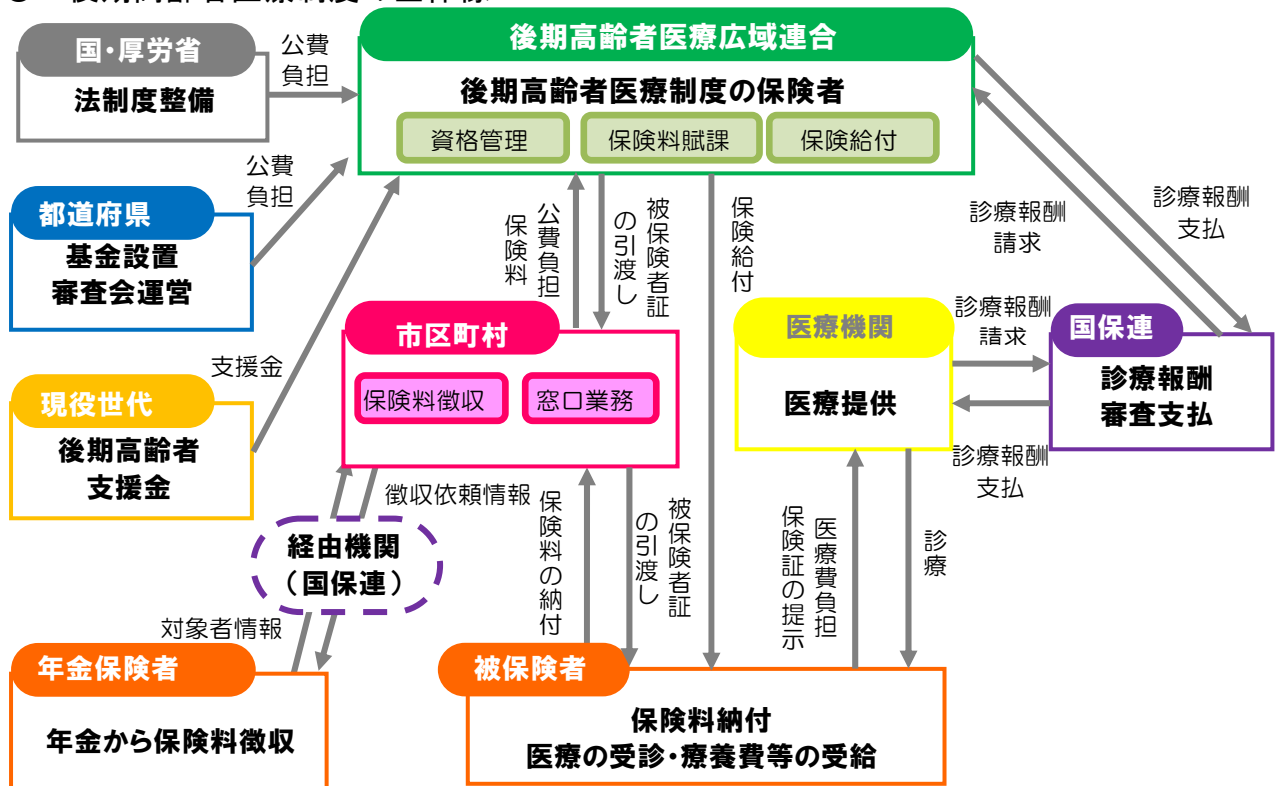 後期高齢者医療広域連合
後期高齢者医療制度の保険者
資格管理
保険料賦課
保険給付
国・厚労省
法制度整備
公費
負担
都道府県
基金設置
審査会運営
公費
負担
現役世代
後期高齢者
支援金
支援金
公費負担
保険料
被保険者証
の引渡し
保険給付
診療報酬
請求
診療報酬
支払
市区町村
保険料徴収
窓口業務
医療機関
医療提供
診療報酬
請求
診療報酬
支払
国保連
診療報酬
審査支払
徴収依頼情報
経由機関
（国保連）
対象者情報
保険料の納付
被保険者証
の引渡し
医療費負担
保険証の提示
診療
年金保険者
年金から保険料徴収
被保険者
保険料納付
医療の受診・療養費等の受給